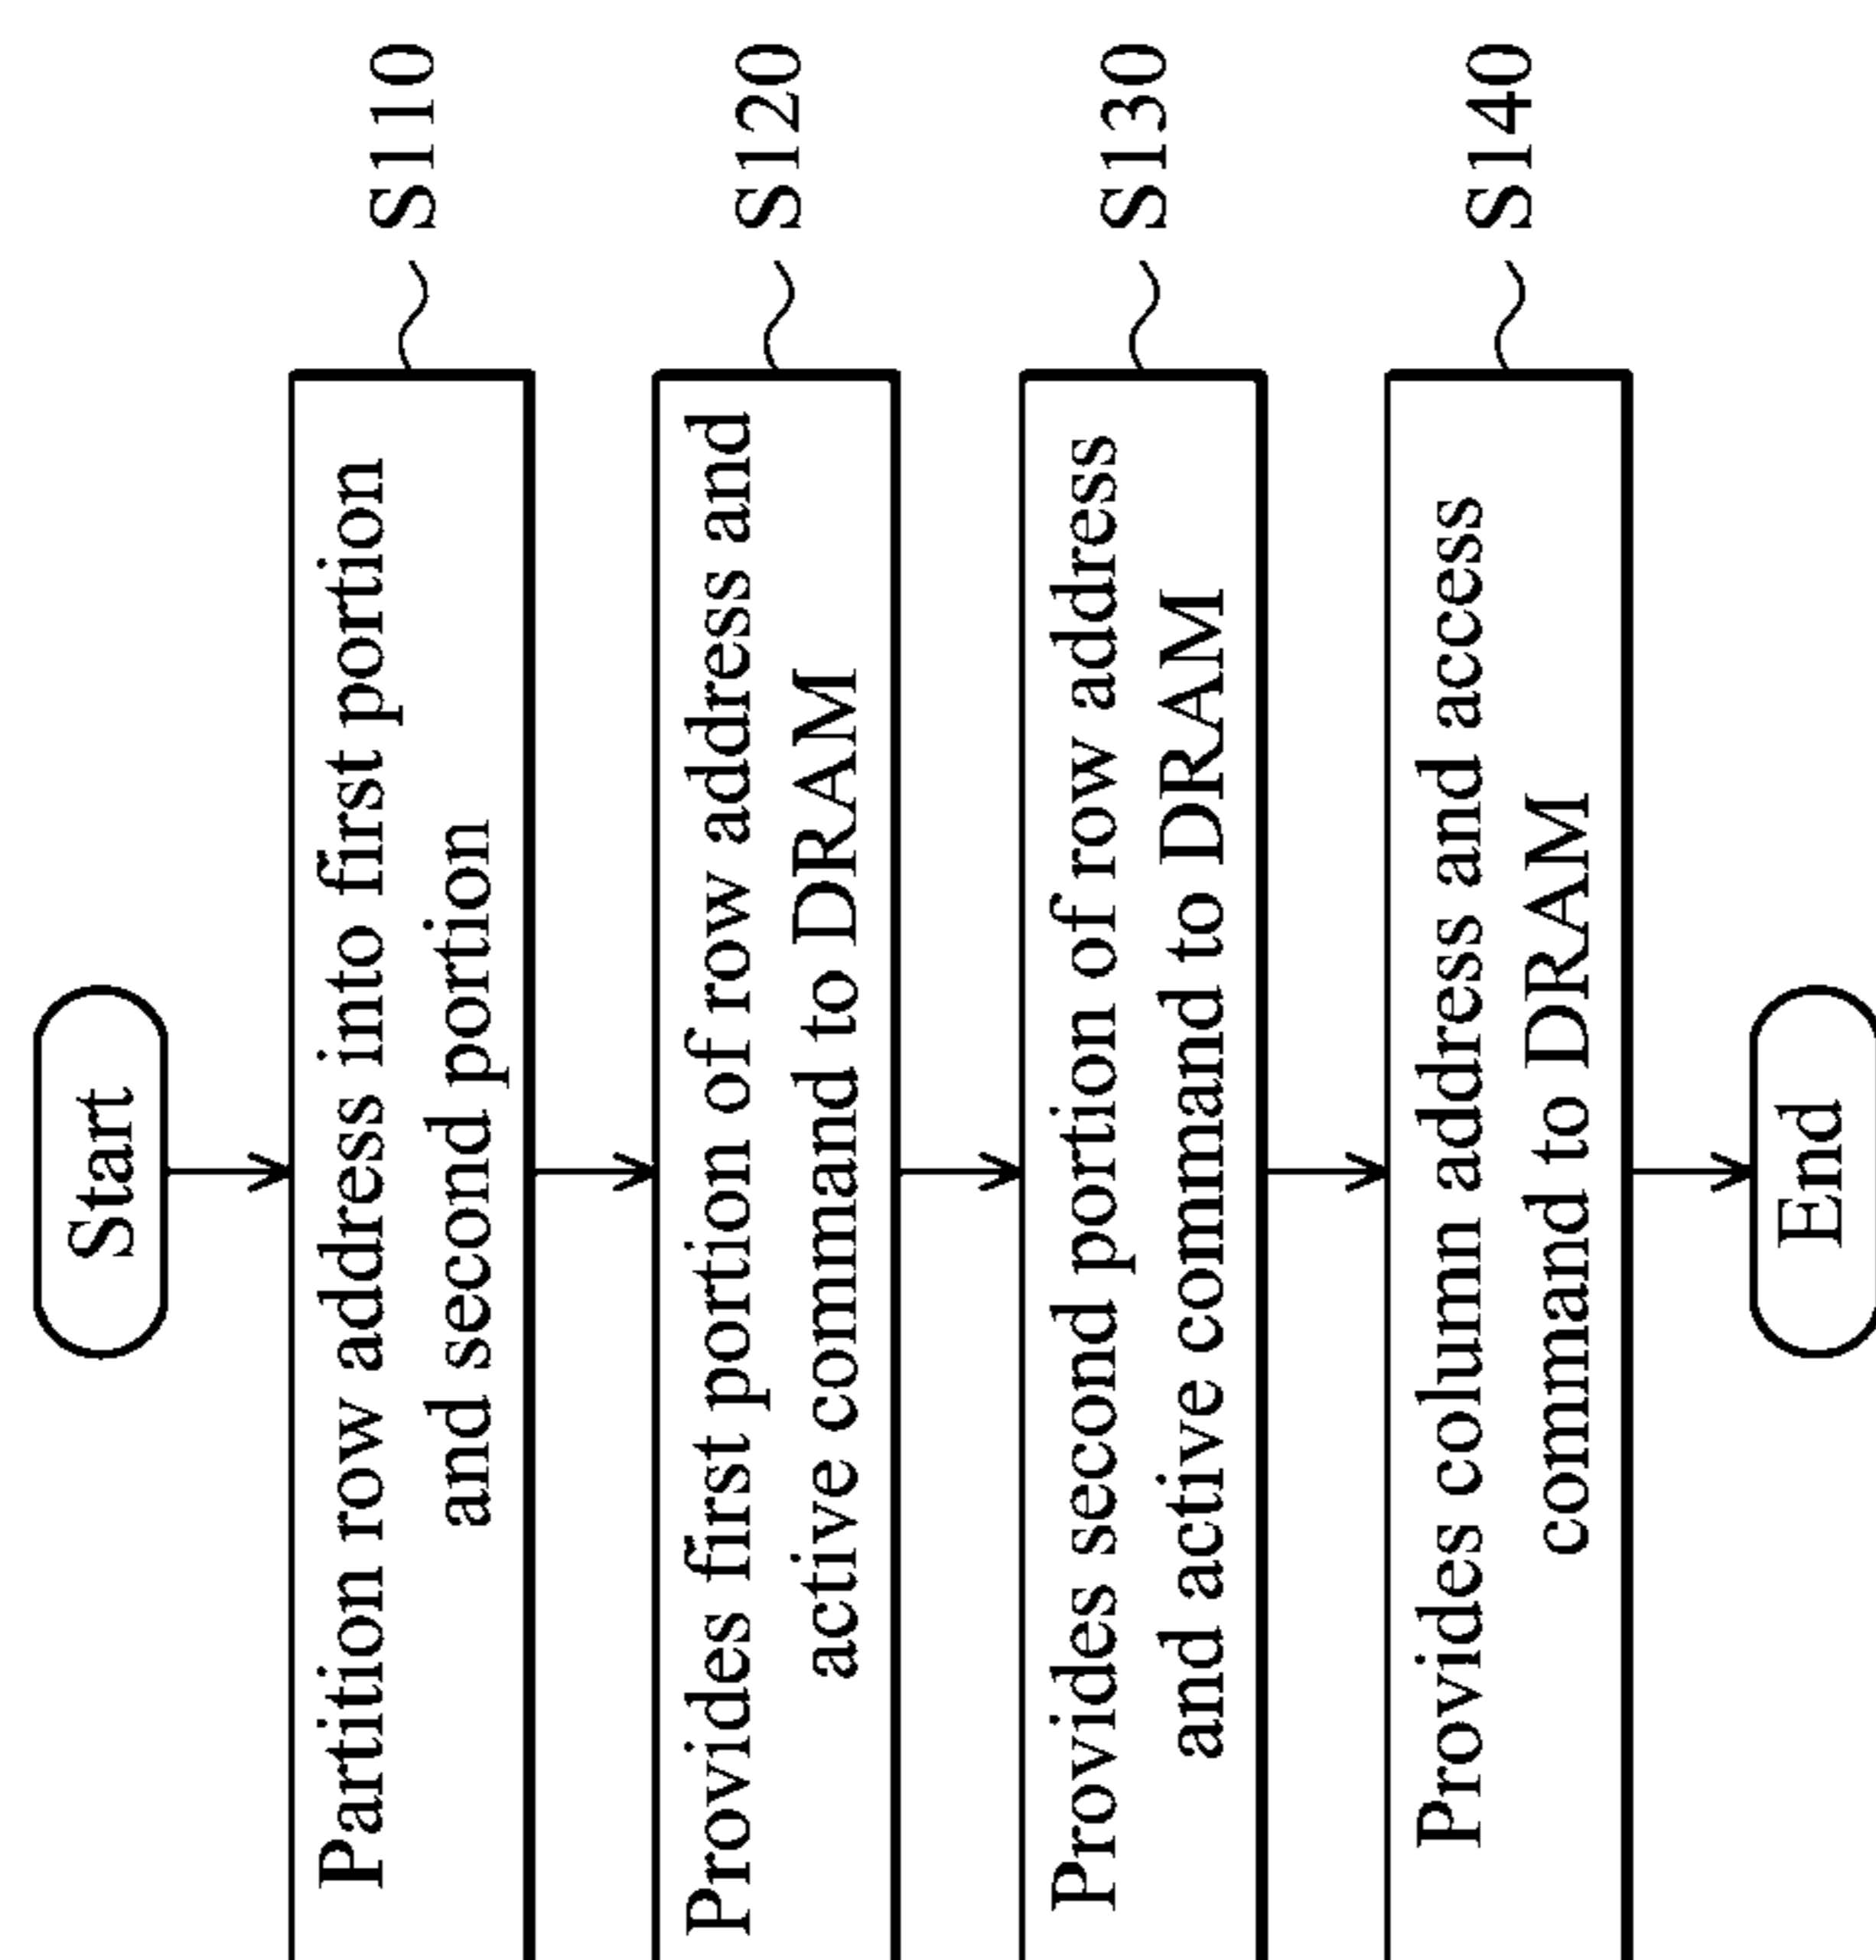 Start
Partition row address into first portion
and second portion
S110
Provides first portion of row address and
active command to DRAM
S120
Provides second portion of row address
and active command to DRAM
S130
Provides column address and access
command to DRAM
S140
End